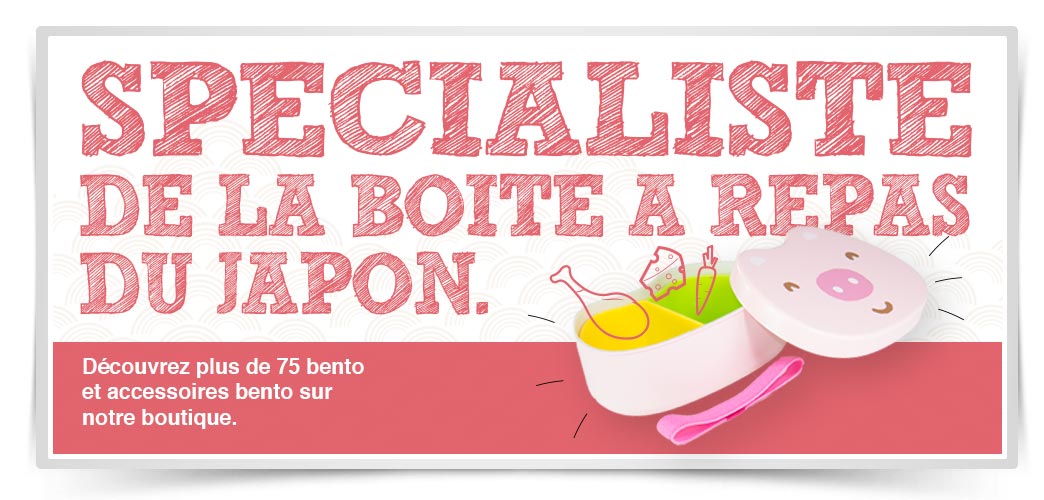 SPECIALISTE
DE LA BOITE A REPAS
DU JAPON.
Découvrez plus de 75 bento
et accessoires bento sur
notre boutique.